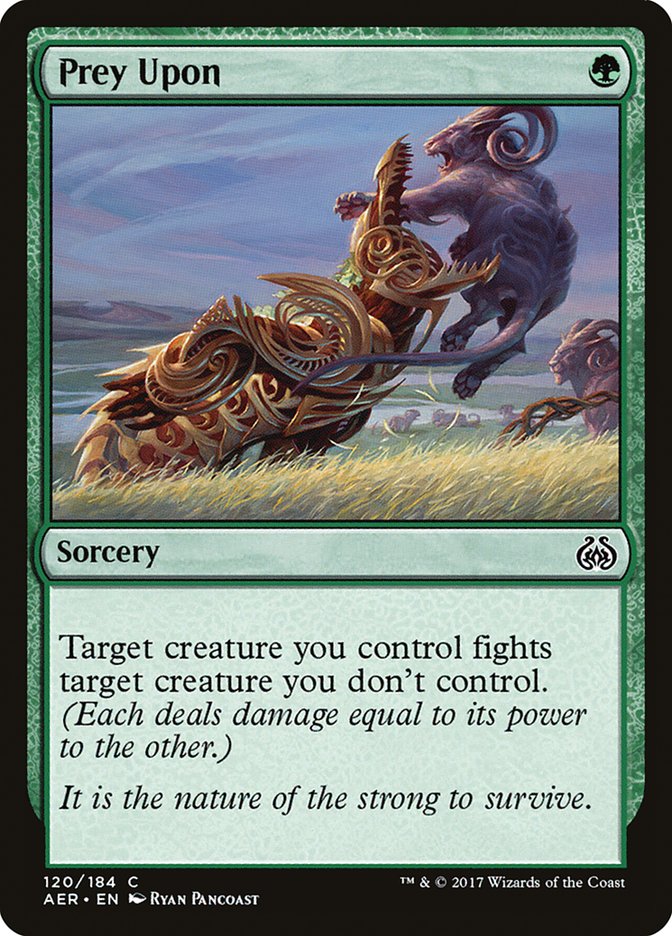 Prey Upon
Sorcery
Target creature you control fights
target creature you don't control.
(Each deals damage equal to its power
to the other.)
It is the nature of the strong to survive.
120/184 C
™ & © 2017 Wizards of the Coast
AER • EN Ryan Pancoast